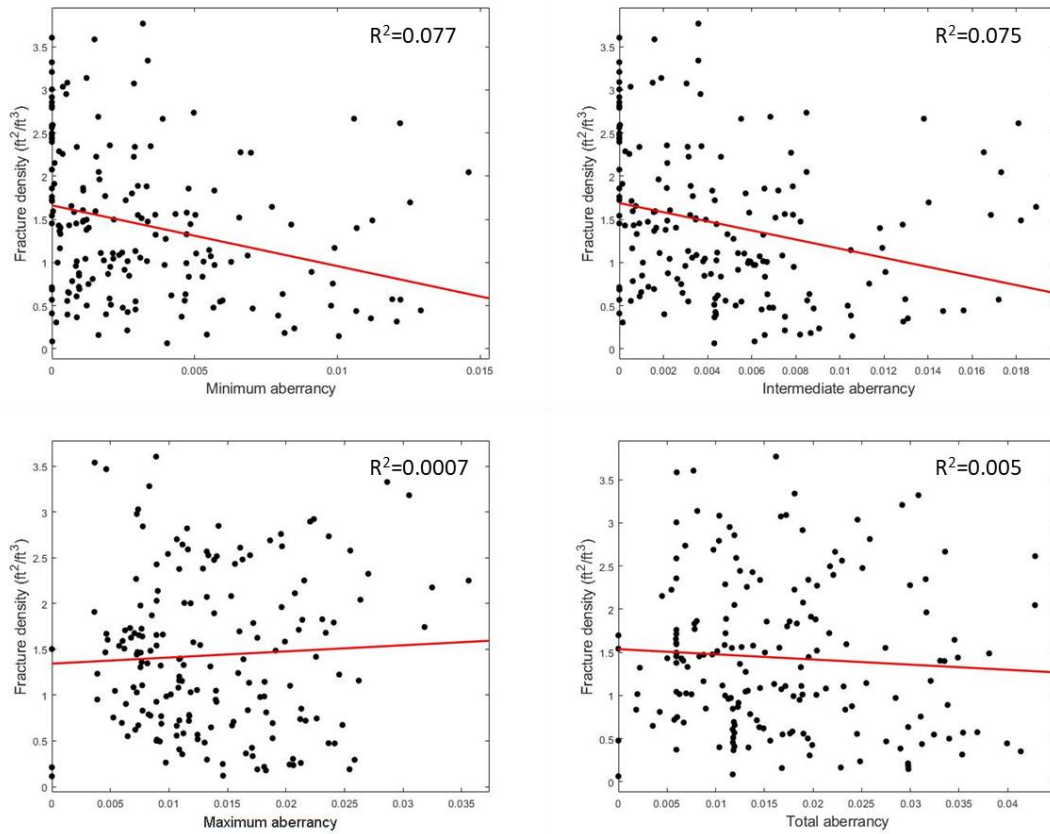 R²=0.077
3.5
3
2.5
2
1.5
1
0.5
0
Fracture density (ft²/ft³)
0 0.005 0.01 0.015
Minimum aberrancy
R²=0.075
3.5
3
2.5
2
1.5
1
0.5
0
Fracture density (ft²/ft³)
0 0.002 0.004 0.006 0.008 0.01 0.012 0.014 0.016 0.018
Intermediate aberrancy
R²=0.0007
3.5
3
2.5
2
1.5
1
0.5
0
Fracture density (ft²/ft³)
0 0.005 0.01 0.015 0.02 0.025 0.03 0.035
Maximum aberrancy
R²=0.005
3.5
3
2.5
2
1.5
1
0.5
0
Fracture density (ft²/ft³)
0 0.005 0.01 0.015 0.02 0.025 0.03 0.035 0.04
Total aberrancy